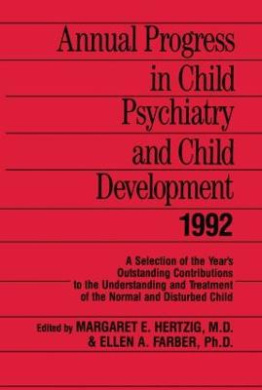 Annual Progress
in Child
Psychiatry
and Child
Development
1992
A Selection of the Year's
Outstanding Contributions
to the Understanding and Treatment
of the Normal and Disturbed Child
Edited by MARGARET E. HERTZIG, M.D.
& ELLEN A. FARBER, Ph.D.